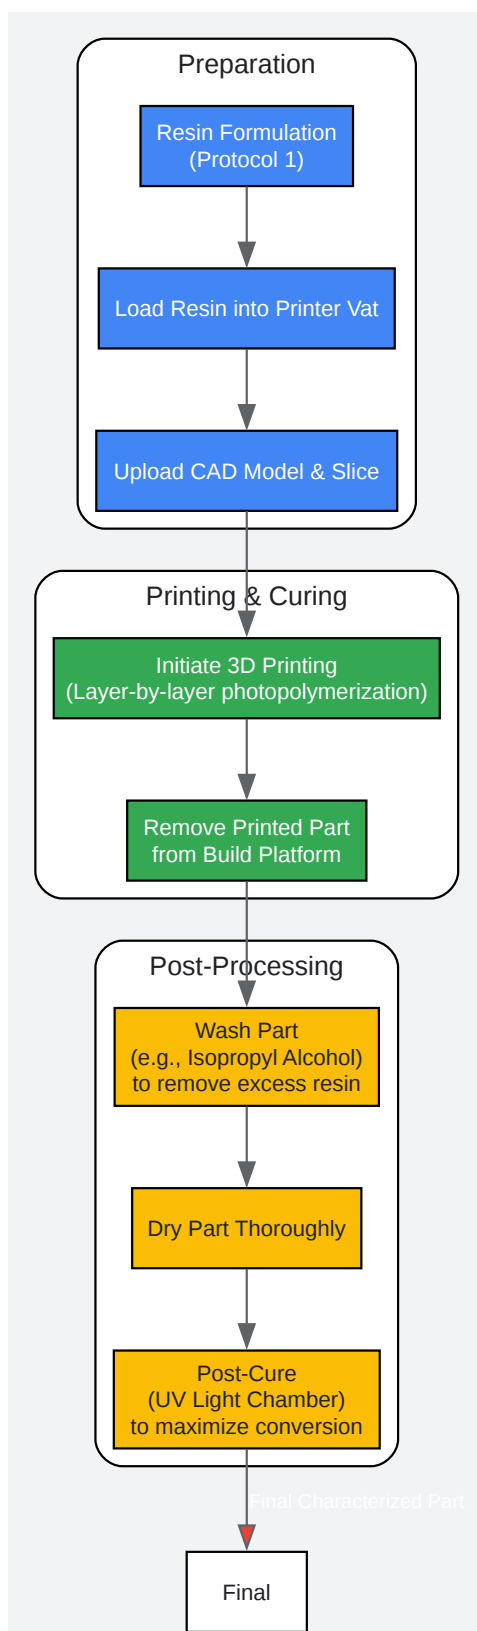 Preparation
Resin Formulation
(Protocol 1)
Load Resin into Printer Vat
Upload CAD Model & Slice
Printing & Curing
Initiate 3D Printing
(Layer-by-layer photopolymerization)
Remove Printed Part
from Build Platform
Post-Processing
Wash Part
(e.g., Isopropyl Alcohol)
to remove excess resin
Dry Part Thoroughly
Post-Cure
(UV Light Chamber)
to maximize conversion
Final Characterized Part
Final